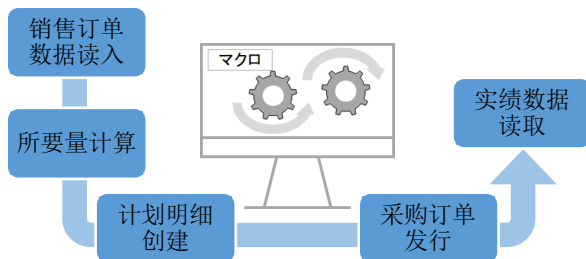 销售订单
数据读入
マクロ
所要量计算
计划明细
创建
采购订单
发行
实绩数据
读取